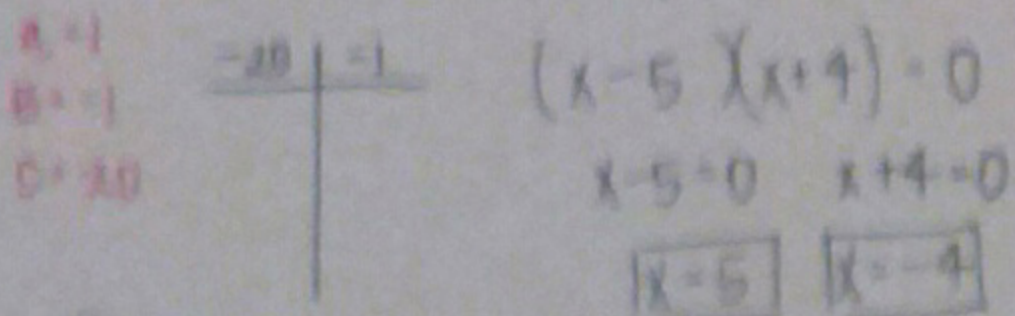 A = 1
B = -1
C = -20
-20 | -1
(x-5)(x+4) = 0
x-5=0 x+4=0
x=5 x=-4